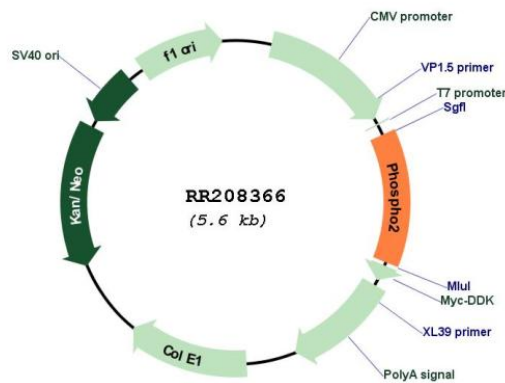 CMV promoter
SV40 ori
f1 ori
VP1.5 primer
T7 promoter
SgfI
Kan/Neo
RR208366
(5.6 kb)
Phospho2
MluI
Myc-DDK
XL39 primer
Col E1
PolyA signal